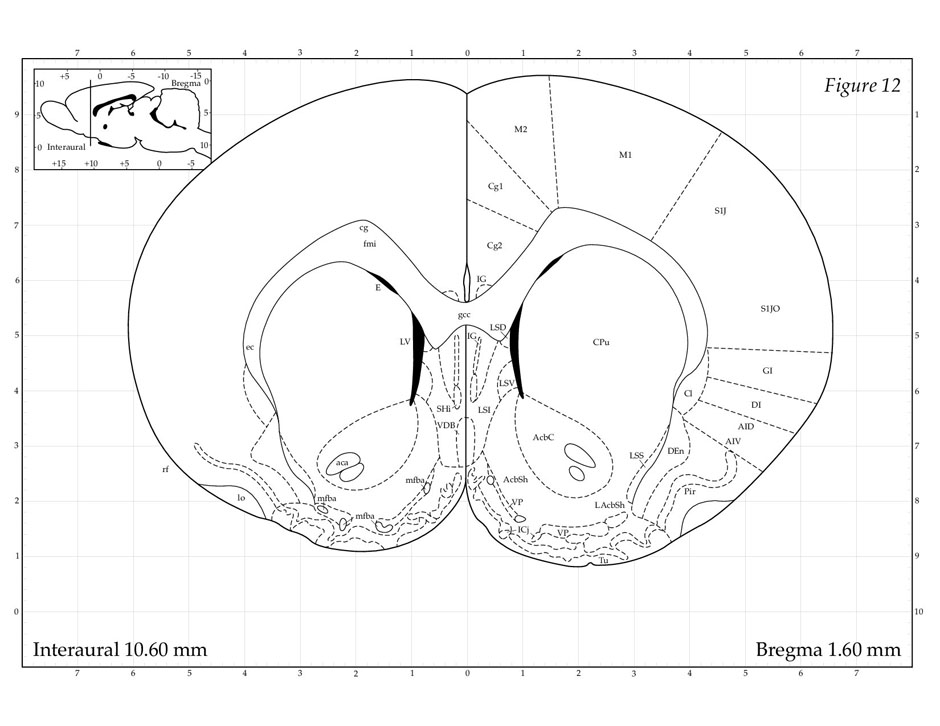 7 6 5 4 3 2 1 0 1 2 3 4 5 6 7
+5 0 -5 -10 -15
Bregma
10 5 0
0 5 10
Interaural
+15 +10 +5 0 -5
Figure 12
9 8 7 6 5 4 3 2 1 0
1 2 3 4 5 6 7 8 9 10
M2
M1
Cg1
S1J
Cg2
cg
fmi
IG
E
S1JO
gcc
LSD
IG
LV
CPu
ec
GI
LSV
Cl
DI
SHi
LSI
VDB
AID
AcbC
AIV
DEn
LSS
aca
rf
mfba
AcbSh
Pir
lo
mfba
VP
LAcbSh
mfba
ICj
VP
Tu
Interaural 10.60 mm
Bregma 1.60 mm
7 6 5 4 3 2 1 0 1 2 3 4 5 6 7